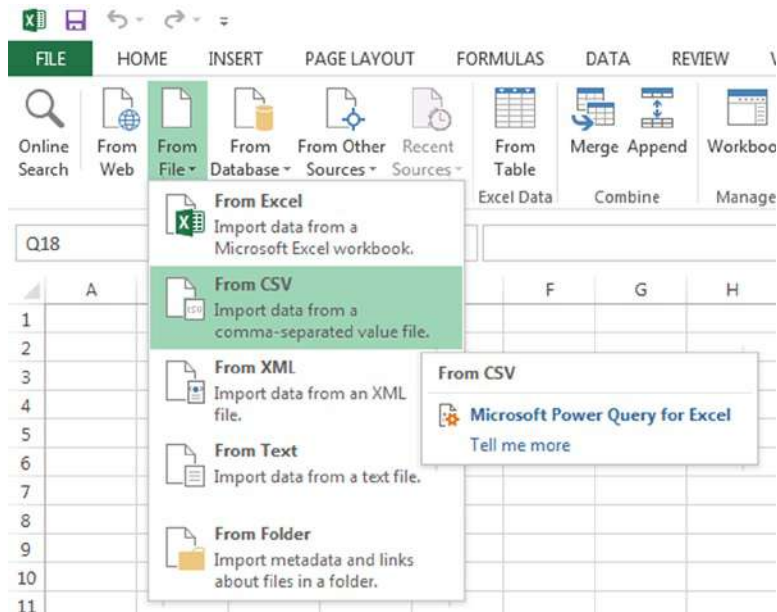 FILE HOME INSERT PAGE LAYOUT FORMULAS DATA REVIEW
Online Search
From Web
From File
From Database
From Other Sources
Recent Sources
From Table
Merge
Append
Excel Data
Combine
Q18
From Excel
Import data from a
Microsoft Excel workbook.
From CSV
Import data from a
comma-separated value file.
From XML
Import data from an XML
file.
From Text
Import data from a text file.
From Folder
Import metadata and links
about files in a folder.
From CSV
Microsoft Power Query for Excel
Tell me more
A F G H
1
2
3
4
5
6
7
8
9
10
11